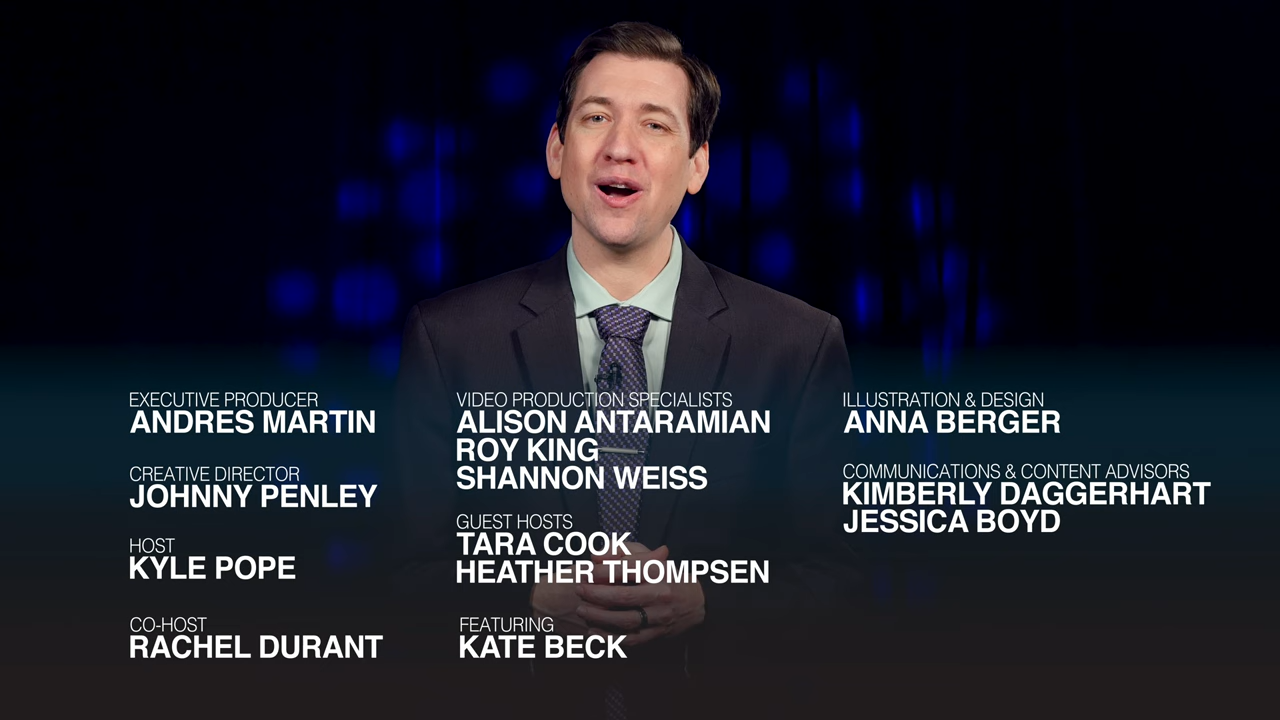 EXECUTIVE PRODUCER
ANDRES MARTIN
CREATIVE DIRECTOR
JOHNNY PENLEY
HOST
KYLE POPE
CO-HOST
RACHEL DURANT
VIDEO PRODUCTION SPECIALISTS
ALISON ANTARAMIAN
ROY KING
SHANNON WEISS
GUEST HOSTS
TARA COOK
HEATHER THOMPSEN
FEATURING
KATE BECK
ILLUSTRATION & DESIGN
ANNA BERGER
COMMUNICATIONS & CONTENT ADVISORS
KIMBERLY DAGGERHART
JESSICA BOYD